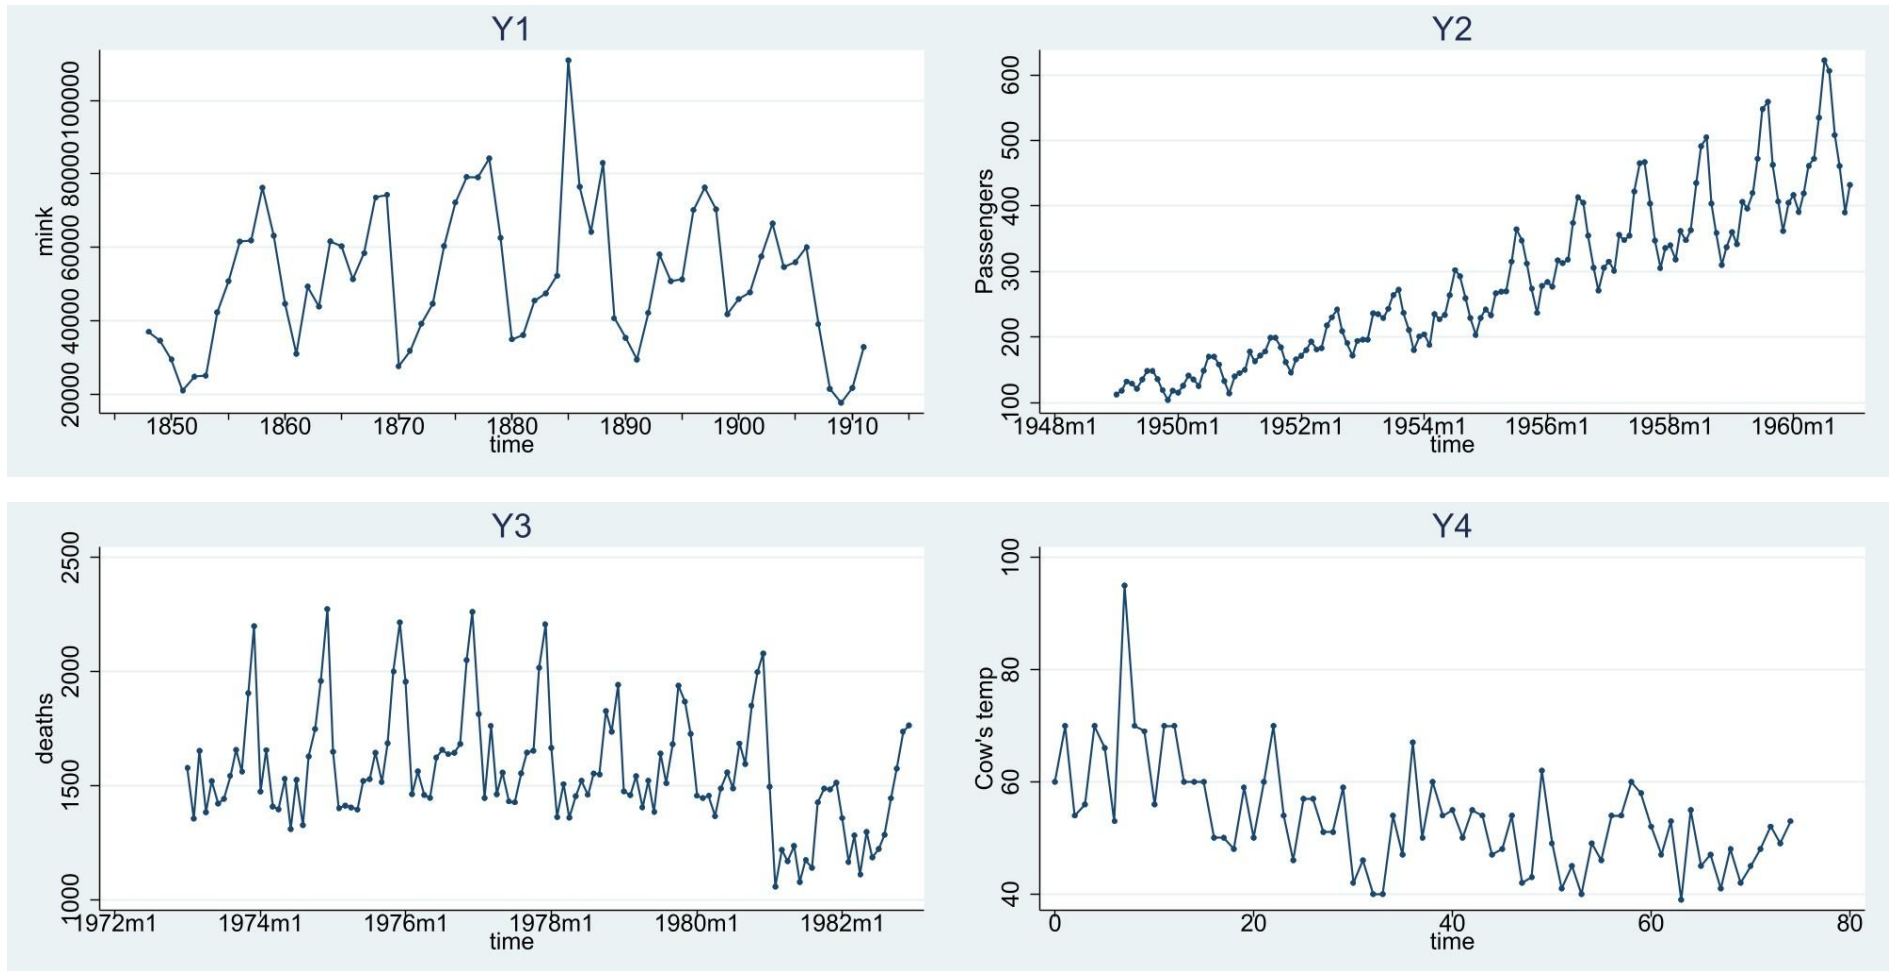 Y1
mink
20000 40000 60000 80000100000
1850 1860 1870 1880 1890 1900 1910
time
Y2
Passengers
100 200 300 400 500 600
1948m1 1950m1 1952m1 1954m1 1956m1 1958m1 1960m1
time
Y3
deaths
1000 1500 2000 2500
1972m1 1974m1 1976m1 1978m1 1980m1 1982m1
time
Y4
Cow's temp
40 60 80 100
0 20 40 60 80
time